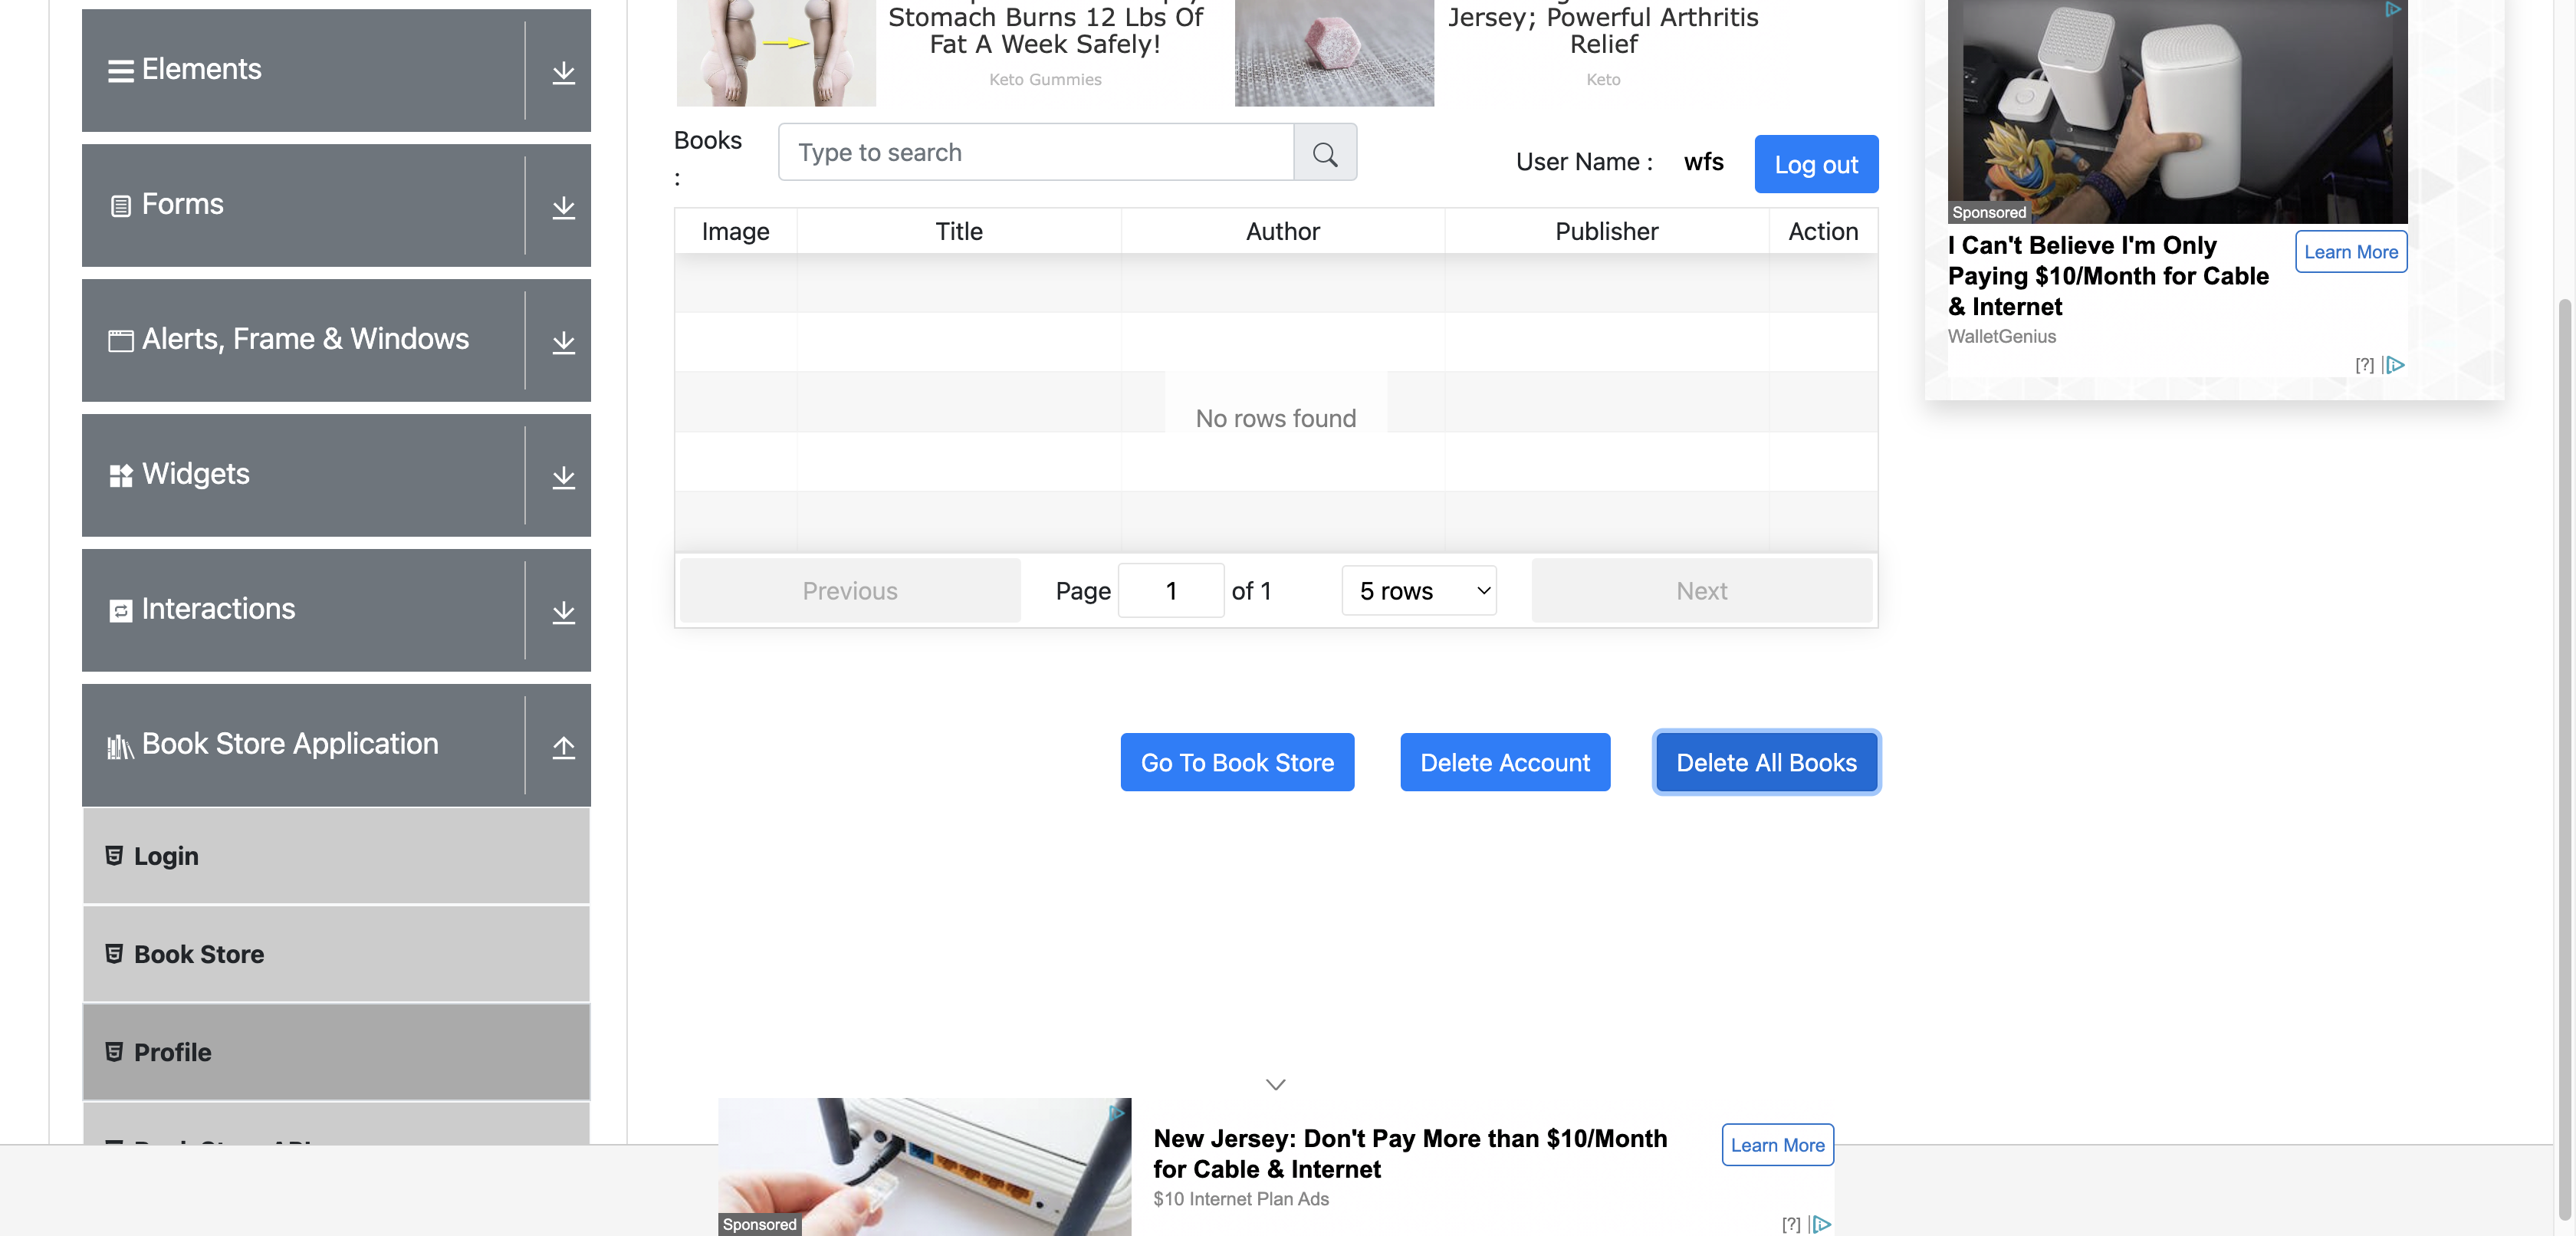 Elements
Forms
Alerts, Frame & Windows
Widgets
Interactions
Book Store Application
Login
Book Store
Profile
Stomach Burns 12 Lbs Of
Fat A Week Safely!
Keto Gummies
Jersey; Powerful Arthritis
Relief
Keto
Books
:
Type to search
User Name :
wfs
Log out
Image
Title
Author
Publisher
Action
No rows found
Previous
Page
1
of 1
5 rows
Next
Go To Book Store
Delete Account
Delete All Books
Sponsored
New Jersey: Don't Pay More than $10/Month
for Cable & Internet
$10 Internet Plan Ads
Learn More
[?]
Sponsored
I Can't Believe I'm Only
Paying $10/Month for Cable
& Internet
WalletGenius
Learn More
[?]